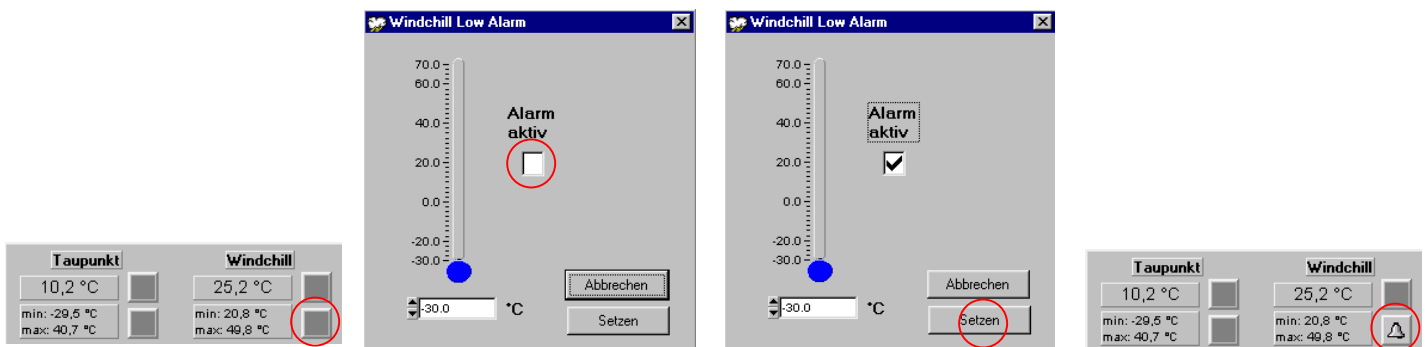 Taupunkt
Windchill
10,2 °C
25,2 °C
min: -29,5 °C
max: 40,7 °C
min: 20,8 °C
max: 49,8 °C
Windchill Low Alarm
70.0
60.0
40.0
20.0
0.0
-20.0
-30.0
Alarm
aktiv
-30.0
°C
Abbrechen
Setzen
Windchill Low Alarm
70.0
60.0
40.0
20.0
0.0
-20.0
-30.0
Alarm
aktiv
-30.0
°C
Abbrechen
Setzen
Taupunkt
Windchill
10,2 °C
25,2 °C
min: -29,5 °C
max: 40,7 °C
min: 20,8 °C
max: 49,8 °C